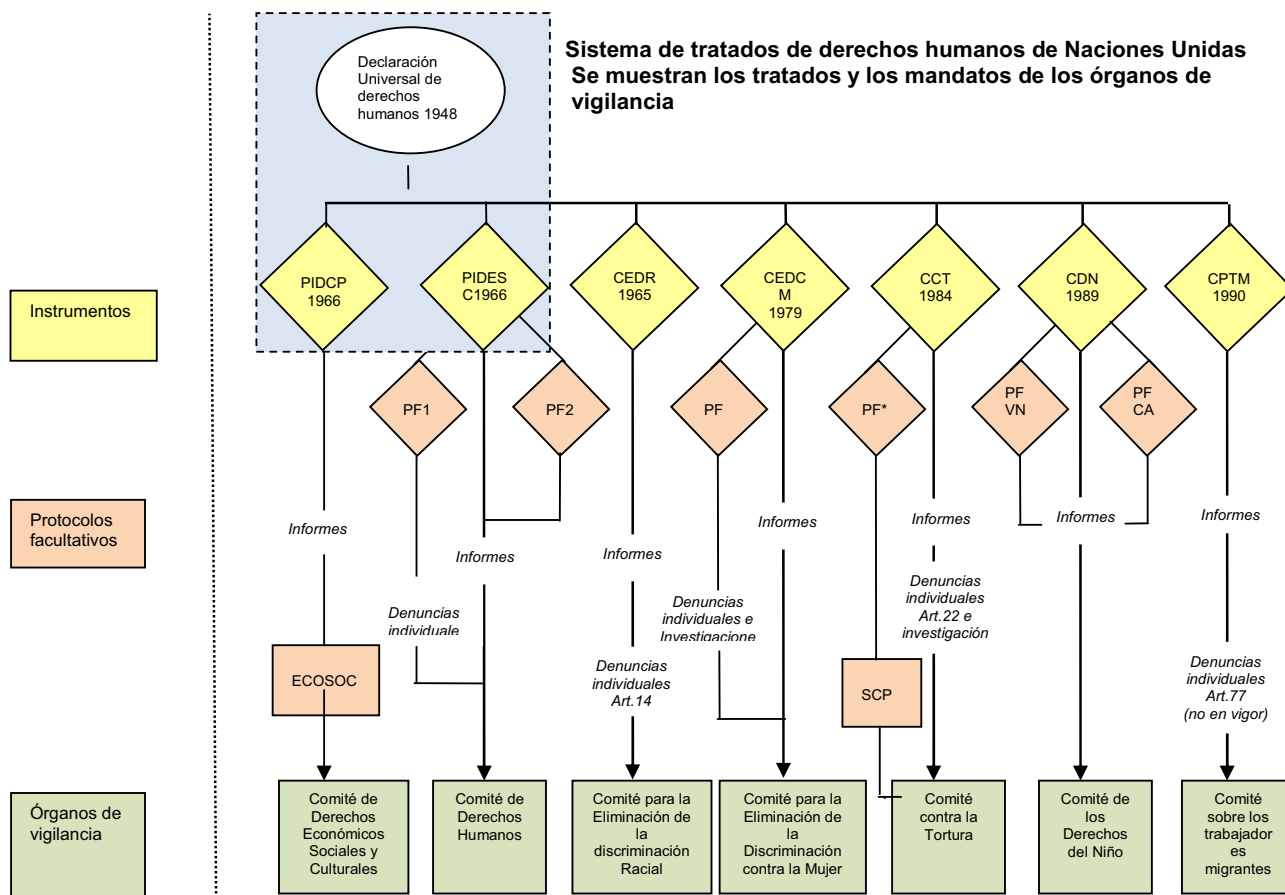 Sistema de tratados de derechos humanos de Naciones Unidas
Se muestran los tratados y los mandatos de los órganos de
vigilancia
Declaración
Universal de
derechos
humanos 1948
Instrumentos
PIDCP
1966
PIDES
C1966
CEDR
1965
CEDC
M
1979
CCT
1984
CDN
1989
CPTM
1990
PF1
PF2
PF
PF*
PF
VN
PF
CA
Protocolos
facultativos
Informes
Informes
Informes
Informes
Informes
Informes
Informes
Denuncias
individuale
Denuncias
individuales
Art.14
Denuncias
individuales e
Investigacione
Denuncias
individuales
Art.22 e
investigación
Denuncias
individuales
Art.77
(no en vigor)
ECOSOC
SCP
Órganos de
vigilancia
Comité de
Derechos
Económicos
Sociales y
Culturales
Comité de
Derechos
Humanos
Comité para la
Eliminación de
la
discriminación
Racial
Comité para la
Eliminación de
la
Discriminación
contra la Mujer
Comité
contra la
Tortura
Comité de
los
Derechos
del Niño
Comité
sobre los
trabajador
es
migrantes